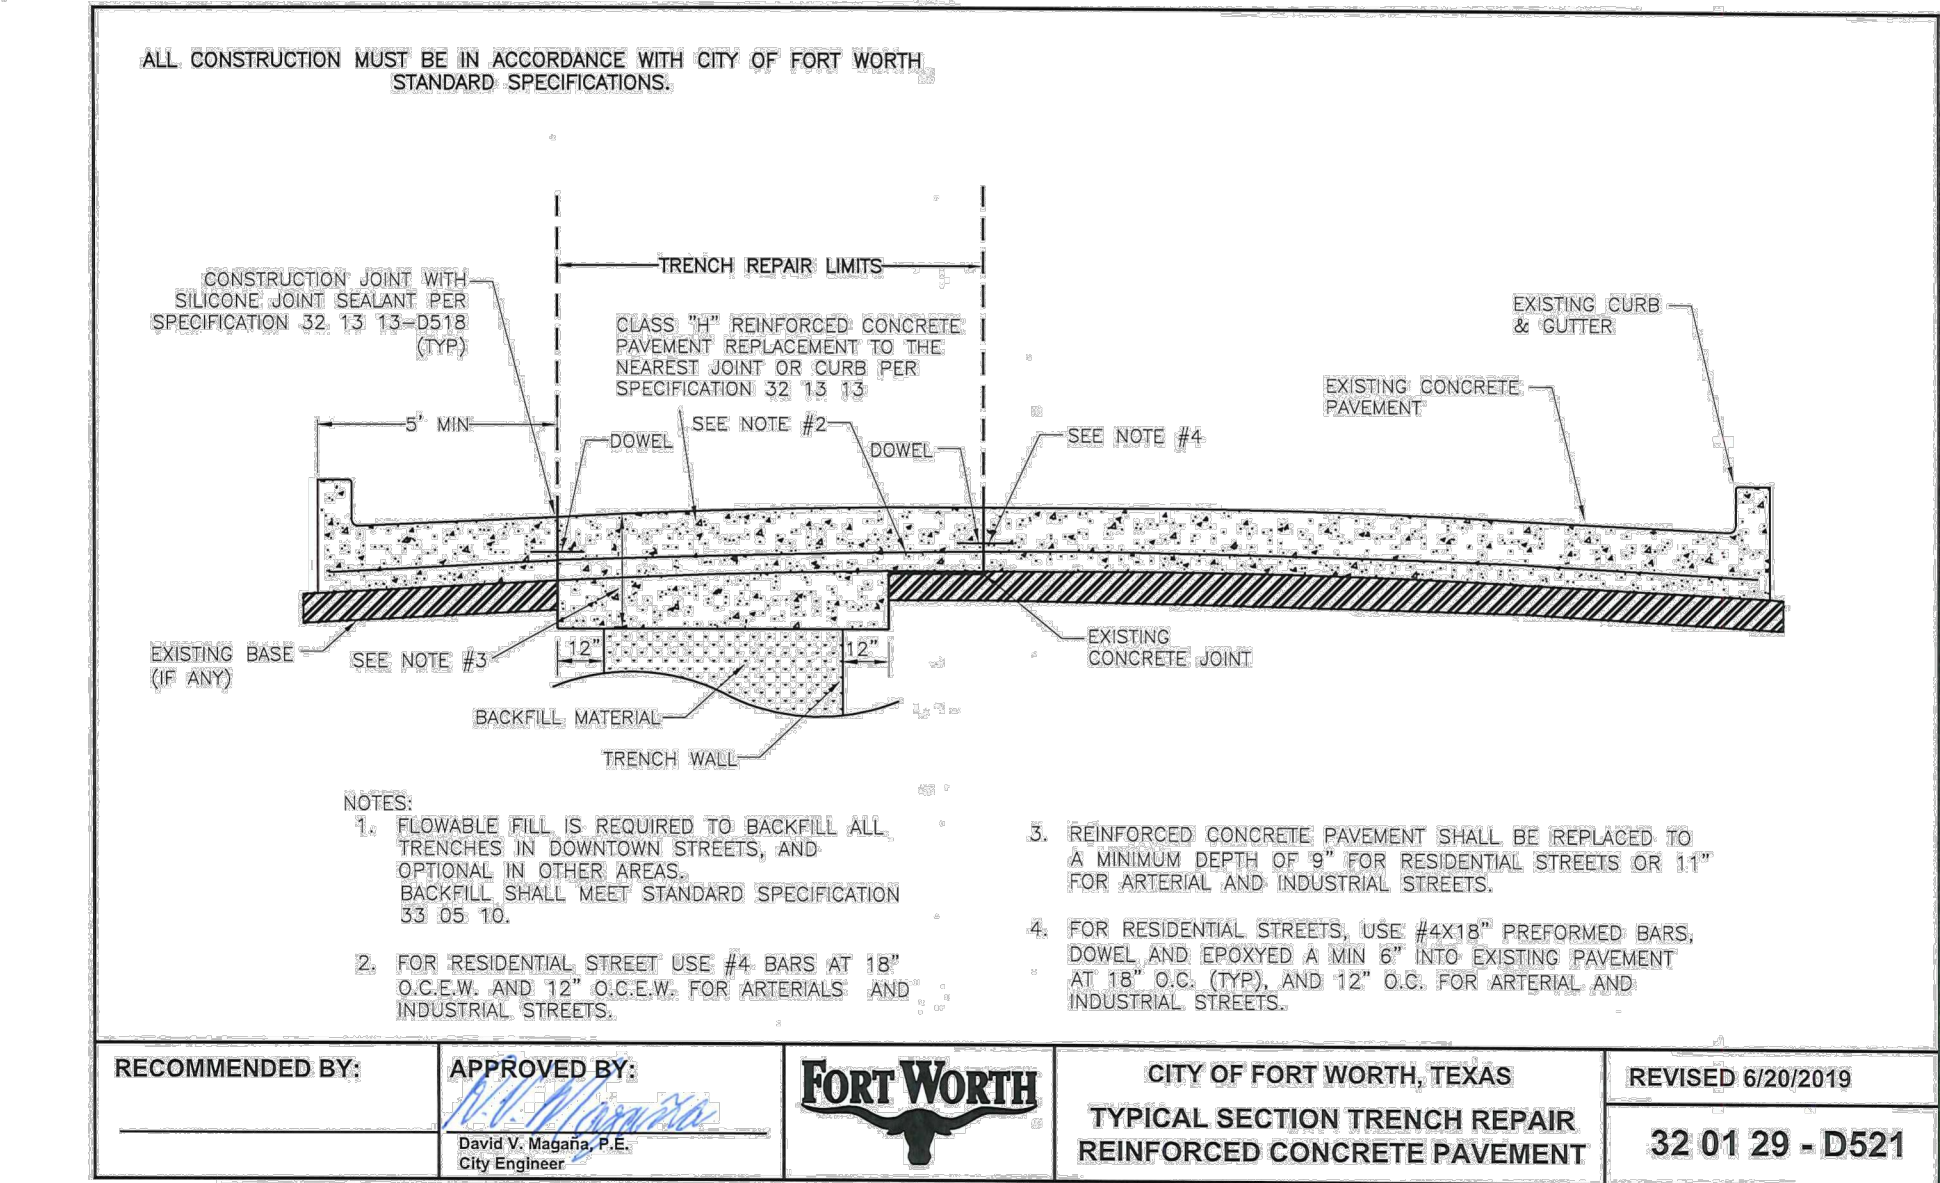 ALL CONSTRUCTION MUST BE IN ACCORDANCE WITH CITY OF FORT WORTH
STANDARD SPECIFICATIONS.
TRENCH REPAIR LIMITS
CONSTRUCTION JOINT WITH
SILICONE JOINT SEALANT PER
SPECIFICATION 32 13 13-D518
(TYP)
CLASS "H" REINFORCED CONCRETE
PAVEMENT REPLACEMENT TO THE
NEAREST JOINT OR CURB PER
SPECIFICATION 32 13 13
EXISTING CURB
& GUTTER
EXISTING CONCRETE
PAVEMENT
5' MIN
SEE NOTE #2
DOWEL
DOWEL
SEE NOTE #4
EXISTING BASE
(IF ANY)
SEE NOTE #3
12"
12"
EXISTING
CONCRETE JOINT
BACKFILL MATERIAL
TRENCH WALL
NOTES:
1. FLOWABLE FILL IS REQUIRED TO BACKFILL ALL
TRENCHES IN DOWNTOWN STREETS, AND
OPTIONAL IN OTHER AREAS.
BACKFILL SHALL MEET STANDARD SPECIFICATION
33 05 10.
2. FOR RESIDENTIAL STREET USE #4 BARS AT 18"
O.C.E.W. AND 12" O.C.E.W. FOR ARTERIALS AND
INDUSTRIAL STREETS.
3. REINFORCED CONCRETE PAVEMENT SHALL BE REPLACED TO
A MINIMUM DEPTH OF 9" FOR RESIDENTIAL STREETS OR 11"
FOR ARTERIAL AND INDUSTRIAL STREETS.
4. FOR RESIDENTIAL STREETS, USE #4X18" PREFORMED BARS,
DOWEL AND EPOXYED A MIN 6" INTO EXISTING PAVEMENT
AT 18" O.C. (TYP), AND 12" O.C. FOR ARTERIAL AND
INDUSTRIAL STREETS.
RECOMMENDED BY:
APPROVED BY:
D.V. Magaña
David V. Magaña, P.E.
City Engineer
FORT WORTH
CITY OF FORT WORTH, TEXAS
TYPICAL SECTION TRENCH REPAIR
REINFORCED CONCRETE PAVEMENT
REVISED 6/20/2019
32 01 29 - D521